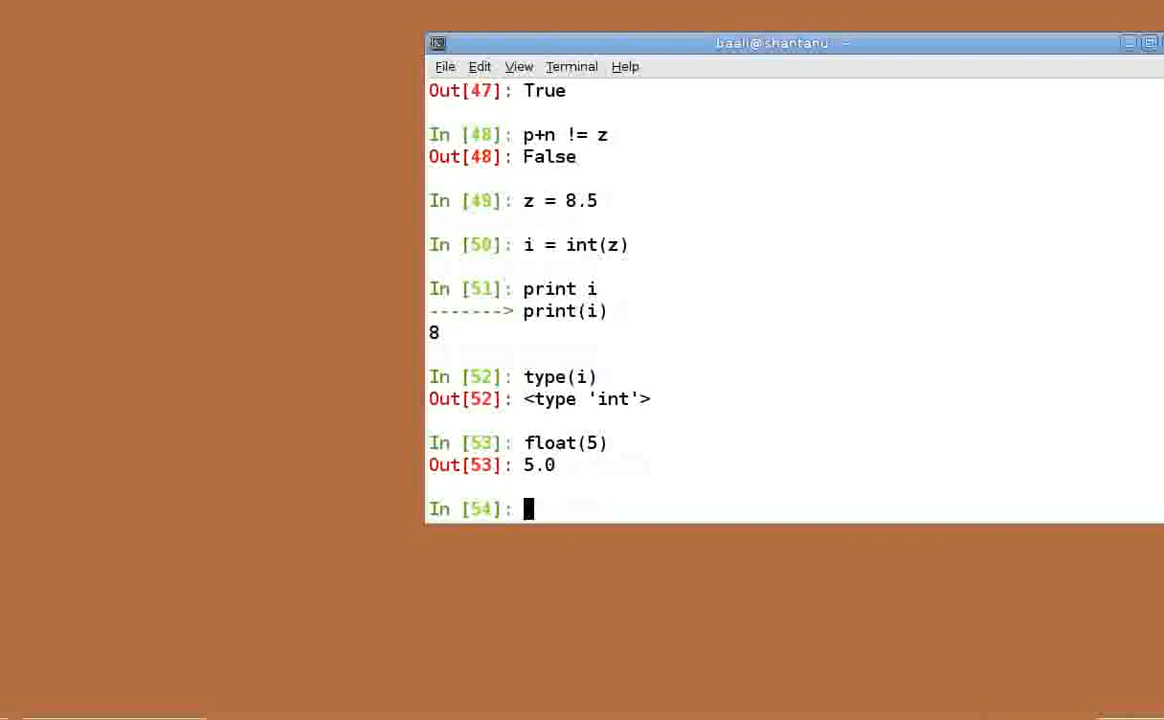 baali@shantanu: ~
File Edit View Terminal Help
Out[47]: True
In [48]: p+n != z
Out[48]: False
In [49]: z = 8.5
In [50]: i = int(z)
In [51]: print i
-------> print(i)
8
In [52]: type(i)
Out[52]: <type 'int'>
In [53]: float(5)
Out[53]: 5.0
In [54]: